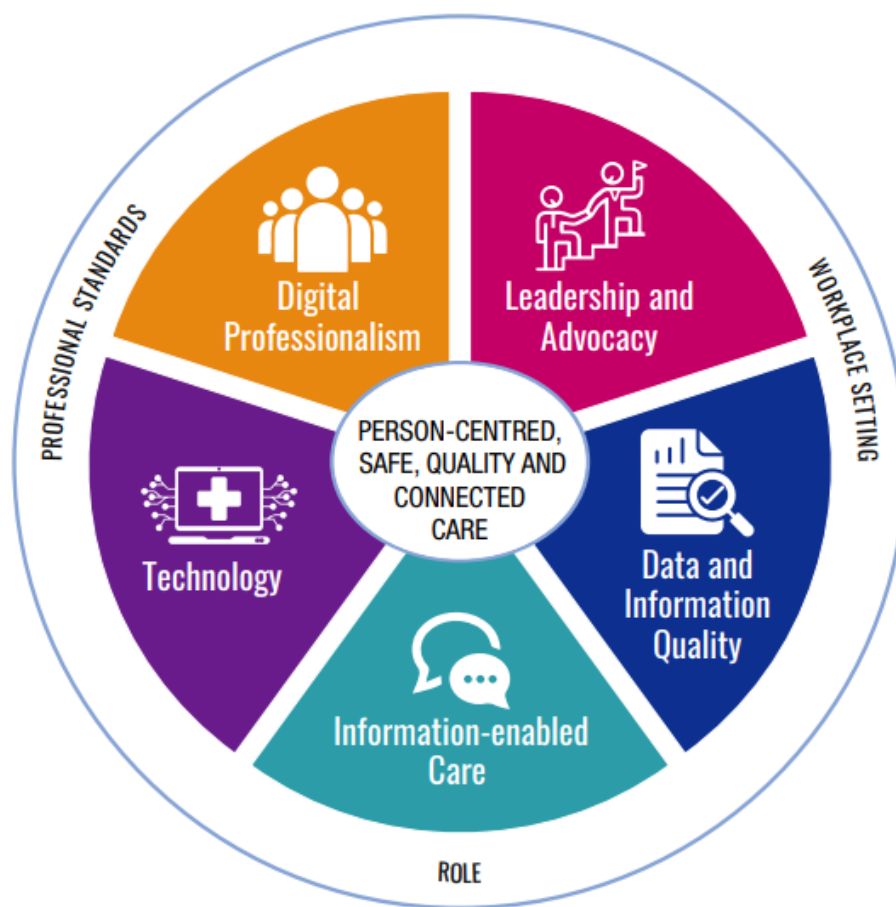 PROFESSIONAL STANDARDS
WORKPLACE SETTING
Digital
Professionalism
Leadership and
Advocacy
PERSON-CENTRED,
SAFE, QUALITY AND
CONNECTED
CARE
Technology
Data and
Information
Quality
Information-enabled
Care
ROLE